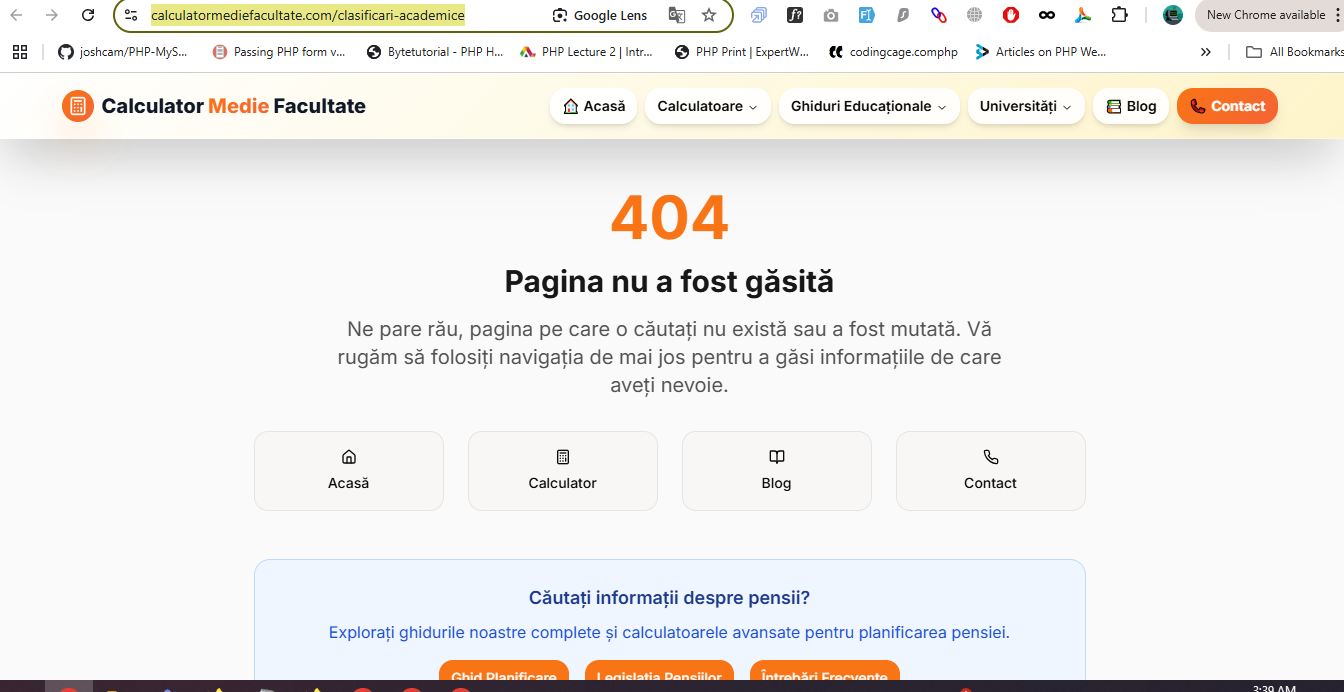 calculatormediefacultate.com/clasificari-academice
Google Lens
New Chrome available
joshcam/PHP-MyS...
Passing PHP form v...
Bytetutorial - PHP H...
PHP Lecture 2 | Intr...
PHP Print | ExpertW...
codingcage.comphp
Articles on PHP We...
»
All Bookmarks
Calculator Medie Facultate
Acasă
Calculatoare
Ghiduri Educaționale
Universități
Blog
Contact
404
Pagina nu a fost găsită
Ne pare rău, pagina pe care o căutați nu există sau a fost mutată. Vă
rugăm să folosiți navigația de mai jos pentru a găsi informațiile de care
aveți nevoie.
Acasă
Calculator
Blog
Contact
Căutați informații despre pensii?
Explorați ghidurile noastre complete și calculatoarele avansate pentru planificarea pensiei.
Ghid Planificare
Legislația Pensiilor
Întrebări Frecvente
3:39 AM